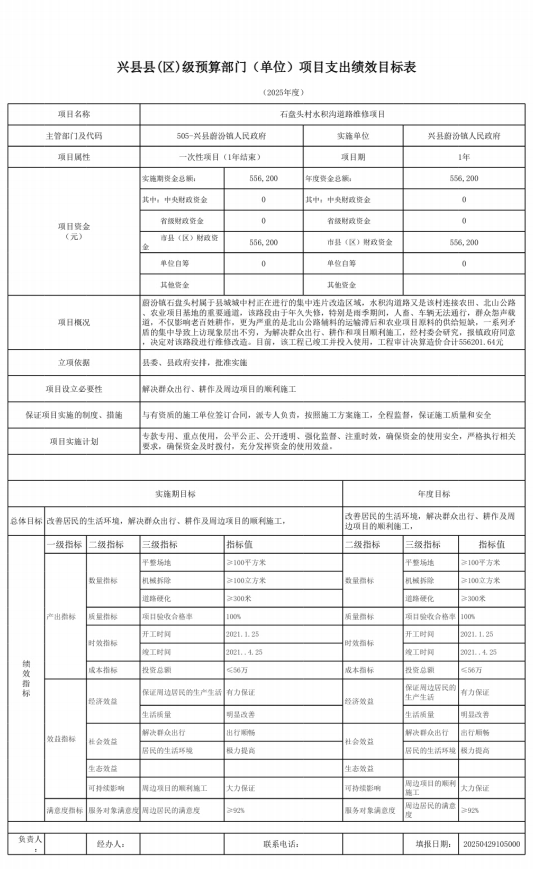 兴县县(区)级预算部门（单位）项目支出绩效目标表
（2025年度）
项目名称 石盘头村水积沟道路维修项目
主管部门及代码 505-兴县蔚汾镇人民政府 实施单位 兴县蔚汾镇人民政府
项目属性 一次性项目（1年结束） 项目期 1年
项目资金
（元）
实施期资金总额: 556,200 年度资金总额: 556,200
其中: 中央财政资金 0 其中: 中央财政资金 0
省级财政资金 0 省级财政资金 0
市县（区）财政资金 556,200 市县（区）财政资金 556,200
单位自筹 0 单位自筹 0
其他资金 其他资金
项目概况
蔚汾镇石盘头村属于县城城中村正在进行的集中连片改造区域，水积沟道路又是该村连接农田、北山公路
、农业项目基地的重要通道，该路段由于年久失修，特别是雨季期间，人畜、车辆无法通行，群众怨声载
道，不仅影响老百姓耕作，更为严重的是北山公路辅料的运输滞后和农业项目原料的供给短缺，一系列矛
盾的集中导致上访现象层出不穷，为解决群众出行、耕作和项目顺利施工，经村委会研究，报镇政府同意
，决定对该路段进行维修改造。目前，该工程已竣工并投入使用，工程审计决算造价合计556201.64元
立项依据 县委、县政府安排，批准实施
项目设立必要性 解决群众出行、耕作及周边项目的顺利施工
保证项目实施的制度、措施 与有资质的施工单位签订合同，派专人负责，按照施工方案施工，全程监督，保证施工质量和安全
项目实施计划
专款专用、重点使用，公平公正、公开透明、强化监督、注重时效，确保资金的使用安全，严格执行相关
要求，确保资金及时拨付，充分发挥资金的使用效益。
实施期目标 年度目标
总体目标 改善居民的生活环境，解决群众出行、耕作及周边项目的顺利施工， 改善居民的生活环境，解决群众出行、耕作及周
边项目的顺利施工，
绩效指标
一级指标 二级指标 三级指标 指标值 二级指标 三级指标 指标值
产出指标
数量指标 平整场地 ≥100平方米 数量指标 平整场地 ≥100平方米
机械拆除 ≥100立方米 机械拆除 ≥100立方米
道路硬化 ≥300米 道路硬化 ≥300米
质量指标 项目验收合格率 100% 质量指标 项目验收合格率 100%
时效指标 开工时间 2021.1.25 时效指标 开工时间 2021.1.25
竣工时间 2021..4.25 竣工时间 2021..4.25
成本指标 投资总额 ≤56万 成本指标 投资总额 ≤56万
效益指标
经济效益 保证周边居民的生产生活 有力保证 经济效益 保证周边居民的
生产生活 有力保证
生活质量 明显改善 生活质量 明显改善
社会效益 解决群众出行 出行顺畅 社会效益 解决群众出行 出行顺畅
居民的生活环境 极力提高 居民的生活环境 极力提高
生态效益 生态效益
可持续影响 周边项目的顺利施工 大力保证 可持续影响 周边项目的顺利
施工 大力保证
满意度指标 服务对象满意度 周边居民的满意度 ≥92% 服务对象满意度 周边居民的满意
度 ≥92%
负责人
： 经办人： 联系电话： 填报日期： 20250429105000